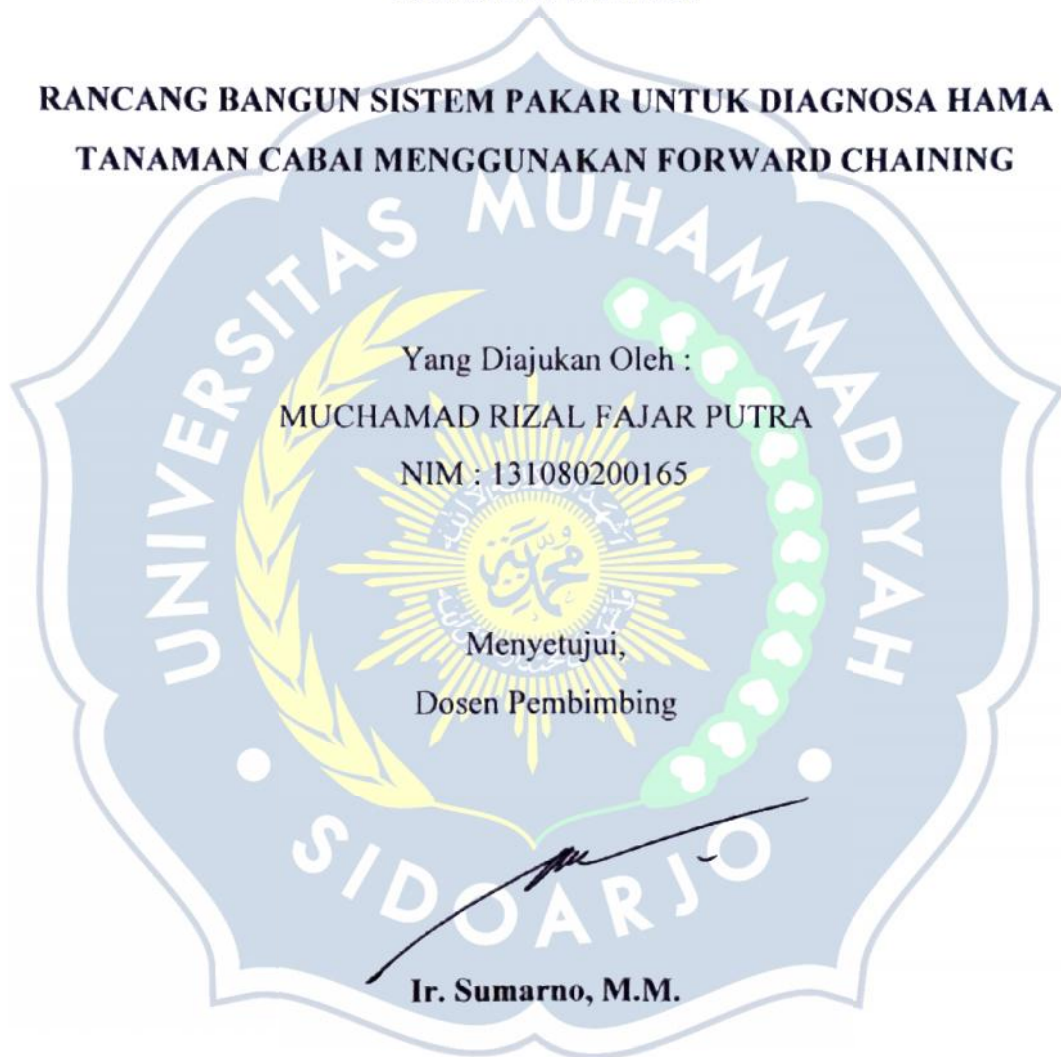 RANCANG BANGUN SISTEM PAKAR UNTUK DIAGNOSA HAMA
TANAMAN CABAI MENGGUNAKAN FORWARD CHAINING
UNIVERSITAS MUHAMMADIYAH
Yang Diajukan Oleh :
MUCHAMAD RIZAL FAJAR PUTRA
NIM : 131080200165
Menyetujui,
Dosen Pembimbing
SIDOARJO
Ir. Sumarno, M.M.